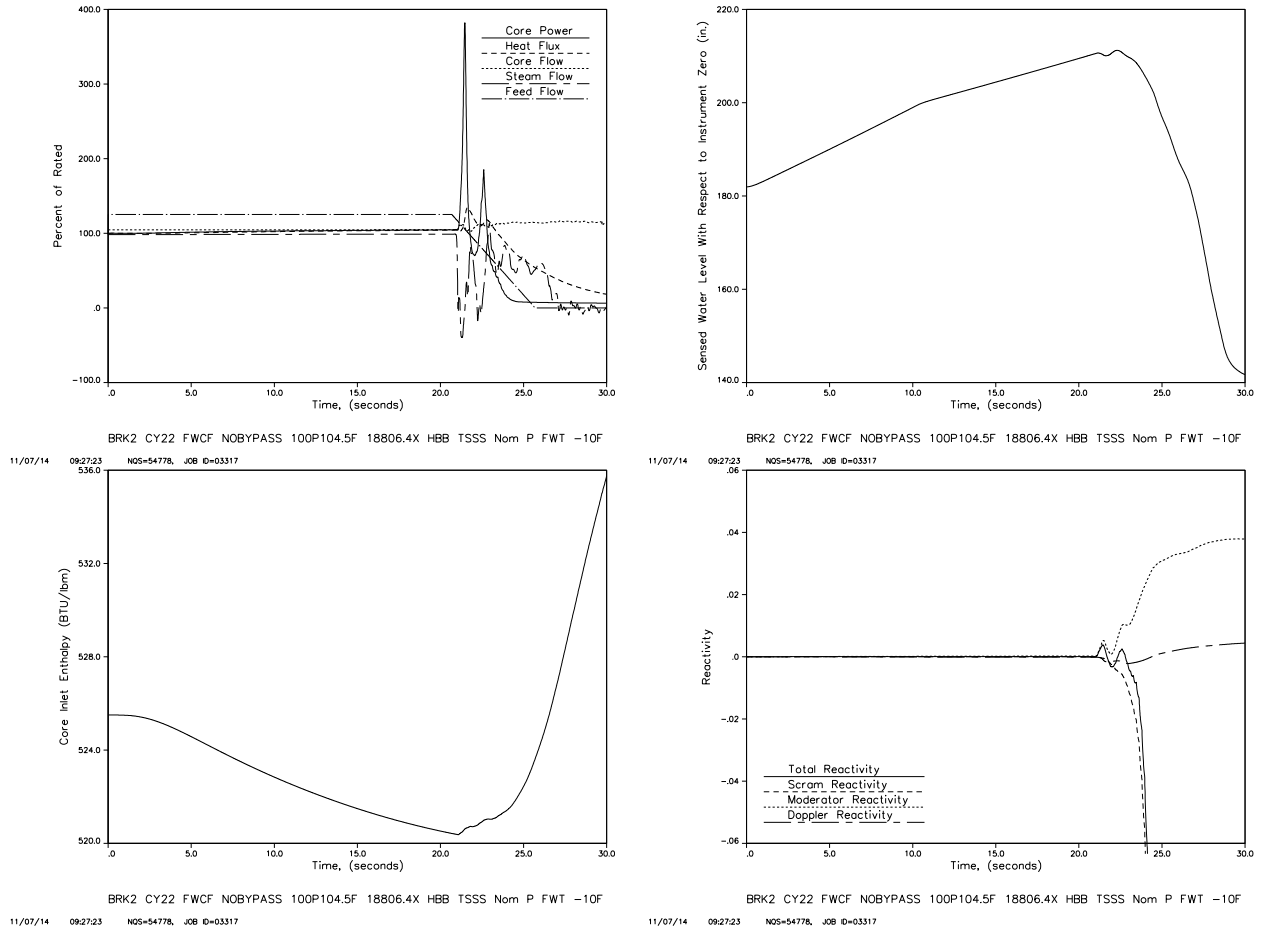 400.0
300.0
200.0
100.0
.0
-100.0
Percent of Rated
Core Power
Heat Flux
Core Flow
Steam Flow
Feed Flow
.0 5.0 10.0 15.0 20.0 25.0 30.0
Time, (seconds)
BRK2 CY22 FWCF NOBYPASS 100P104.5F 18806.4X HBB TSSS Nom P FWT -10F
11/07/14 09:27:23 NQS=54778, JOB ID=03317
220.0
200.0
180.0
160.0
140.0
Sensed Water Level With Respect to Instrument Zero (in.)
.0 5.0 10.0 15.0 20.0 25.0 30.0
Time, (seconds)
BRK2 CY22 FWCF NOBYPASS 100P104.5F 18806.4X HBB TSSS Nom P FWT -10F
11/07/14 09:27:23 NQS=54778, JOB ID=03317
536.0
532.0
528.0
524.0
520.0
Core Inlet Enthalpy (BTU/lbm)
.0 5.0 10.0 15.0 20.0 25.0 30.0
Time, (seconds)
BRK2 CY22 FWCF NOBYPASS 100P104.5F 18806.4X HBB TSSS Nom P FWT -10F
11/07/14 09:27:23 NQS=54778, JOB ID=03317
.06
.04
.02
.0
-.02
-.04
-.06
Reactivity
Total Reactivity
Scram Reactivity
Moderator Reactivity
Doppler Reactivity
.0 5.0 10.0 15.0 20.0 25.0 30.0
Time, (seconds)
BRK2 CY22 FWCF NOBYPASS 100P104.5F 18806.4X HBB TSSS Nom P FWT -10F
11/07/14 09:27:23 NQS=54778, JOB ID=03317